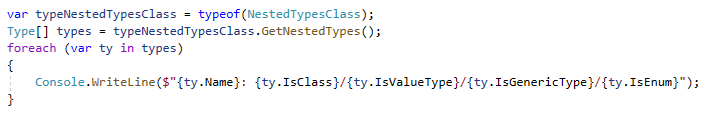 var typeNestedTypesClass = typeof(NestedTypesClass);
Type[] types = typeNestedTypesClass.GetNestedTypes();
foreach (var ty in types)
{
    Console.WriteLine($"{ty.Name}: {ty.IsClass}/{ty.IsValueType}/{ty.IsGenericType}/{ty.IsEnum}");
}